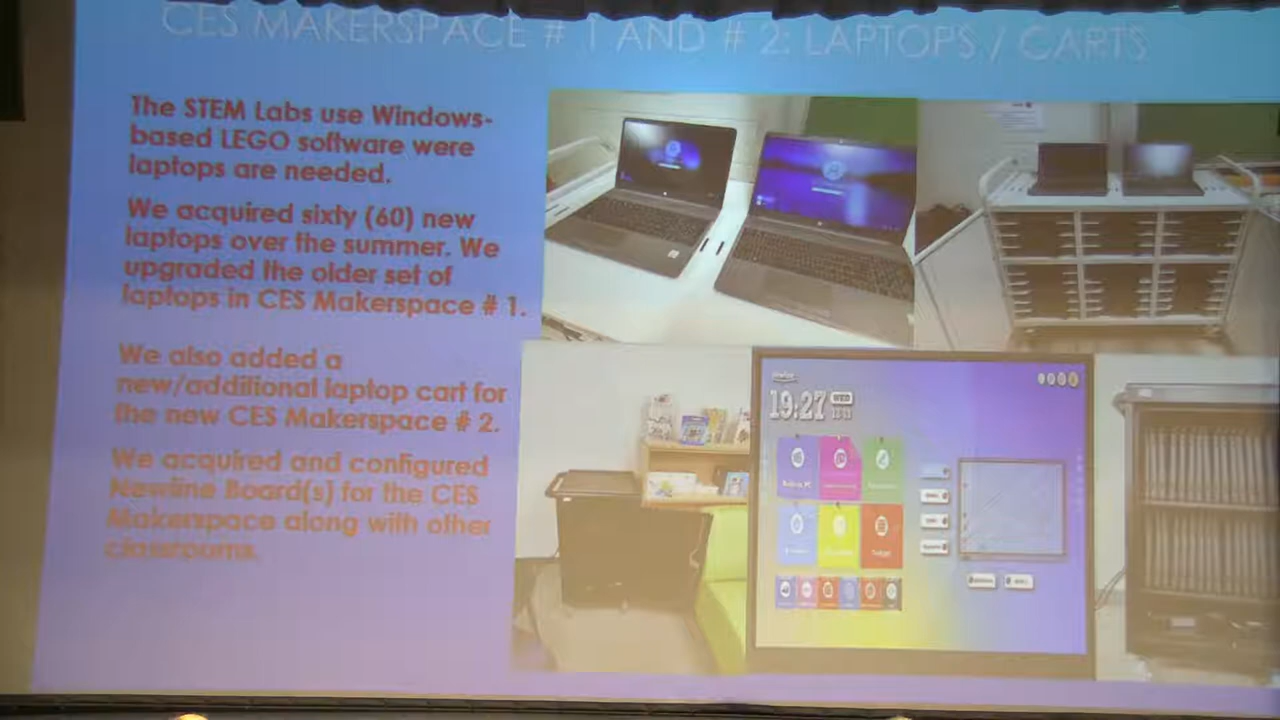 CES MAKERSPACE # 1 AND # 2: LAPTOPS / CARTS
The STEM Labs use Windows-
based LEGO software were
laptops are needed.
We acquired sixty (60) new
laptops over the summer. We
upgraded the older set of
laptops in CES Makerspace # 1.
We also added a
new/additional laptop cart for
the new CES Makerspace # 2.
We acquired and configured
Newline Board(s) for the CES
Makerspace along with other
classrooms.
19:27
WED